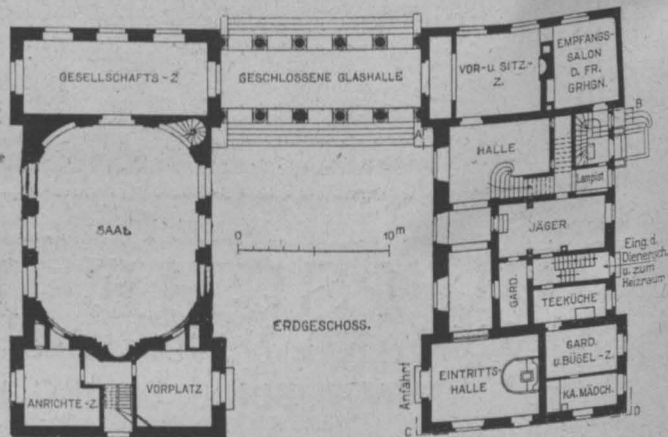 GESELLSCHAFTS-Z
GESCHLOSSENE GLASHALLE
VOR-U. SITZ-
Z.
EMPFANGS-
SALON
D. FR.
GRHGN.
A
B
HALLE
Lampist
SAAL
0 10m
JÄGER
Eing. d.
Dienersch.
u. zum
Heizraum
GARD.
TEEKÜCHE
ERDGESCHOSS.
GARD.
U. BÜGEL-Z.
Anfahrt
EINTRITTS-
HALLE
ANRICHTE-Z.
VORPLATZ
KA. MÄDCH.
C
D